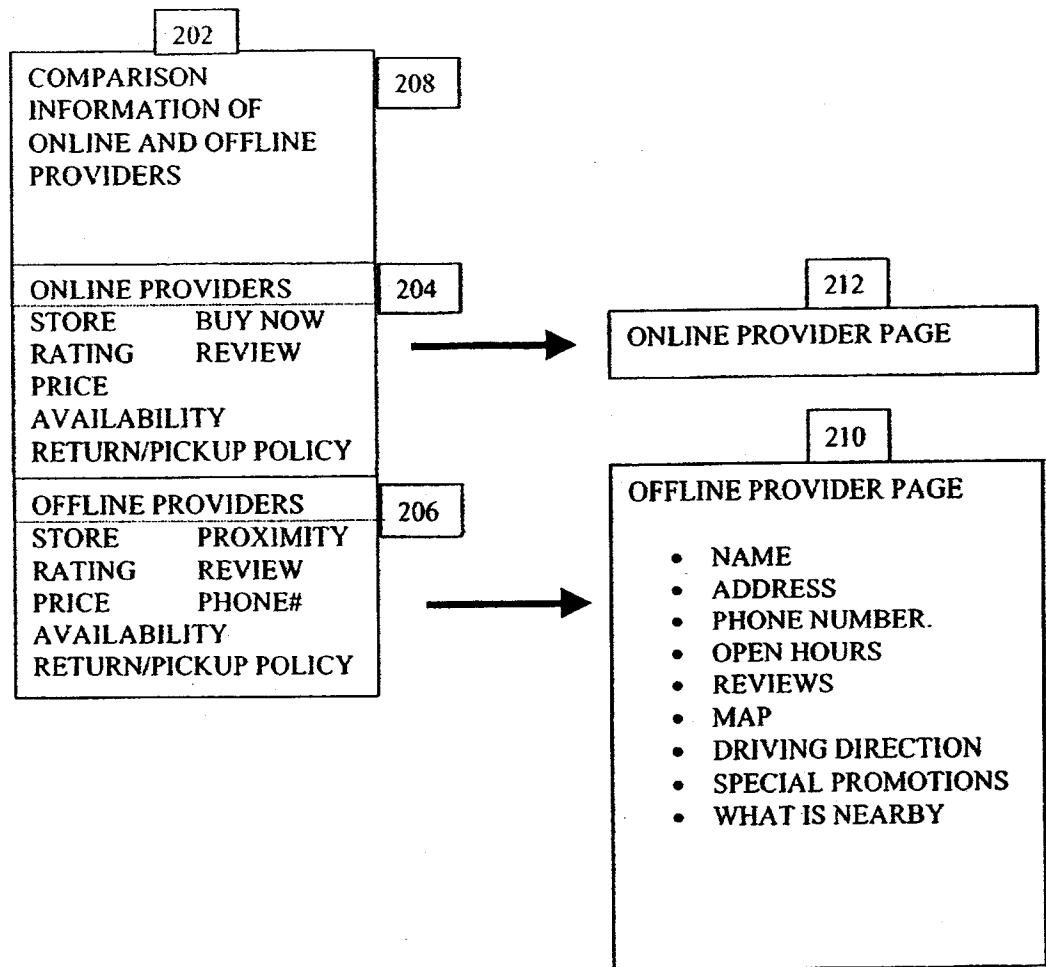 202
COMPARISON
INFORMATION OF
ONLINE AND OFFLINE
PROVIDERS
208
ONLINE PROVIDERS
204
STORE BUY NOW
RATING REVIEW
PRICE
AVAILABILITY
RETURN/PICKUP POLICY
OFFLINE PROVIDERS
206
STORE PROXIMITY
RATING REVIEW
PRICE PHONE#
AVAILABILITY
RETURN/PICKUP POLICY
212
ONLINE PROVIDER PAGE
210
OFFLINE PROVIDER PAGE
• NAME
• ADDRESS
• PHONE NUMBER.
• OPEN HOURS
• REVIEWS
• MAP
• DRIVING DIRECTION
• SPECIAL PROMOTIONS
• WHAT IS NEARBY